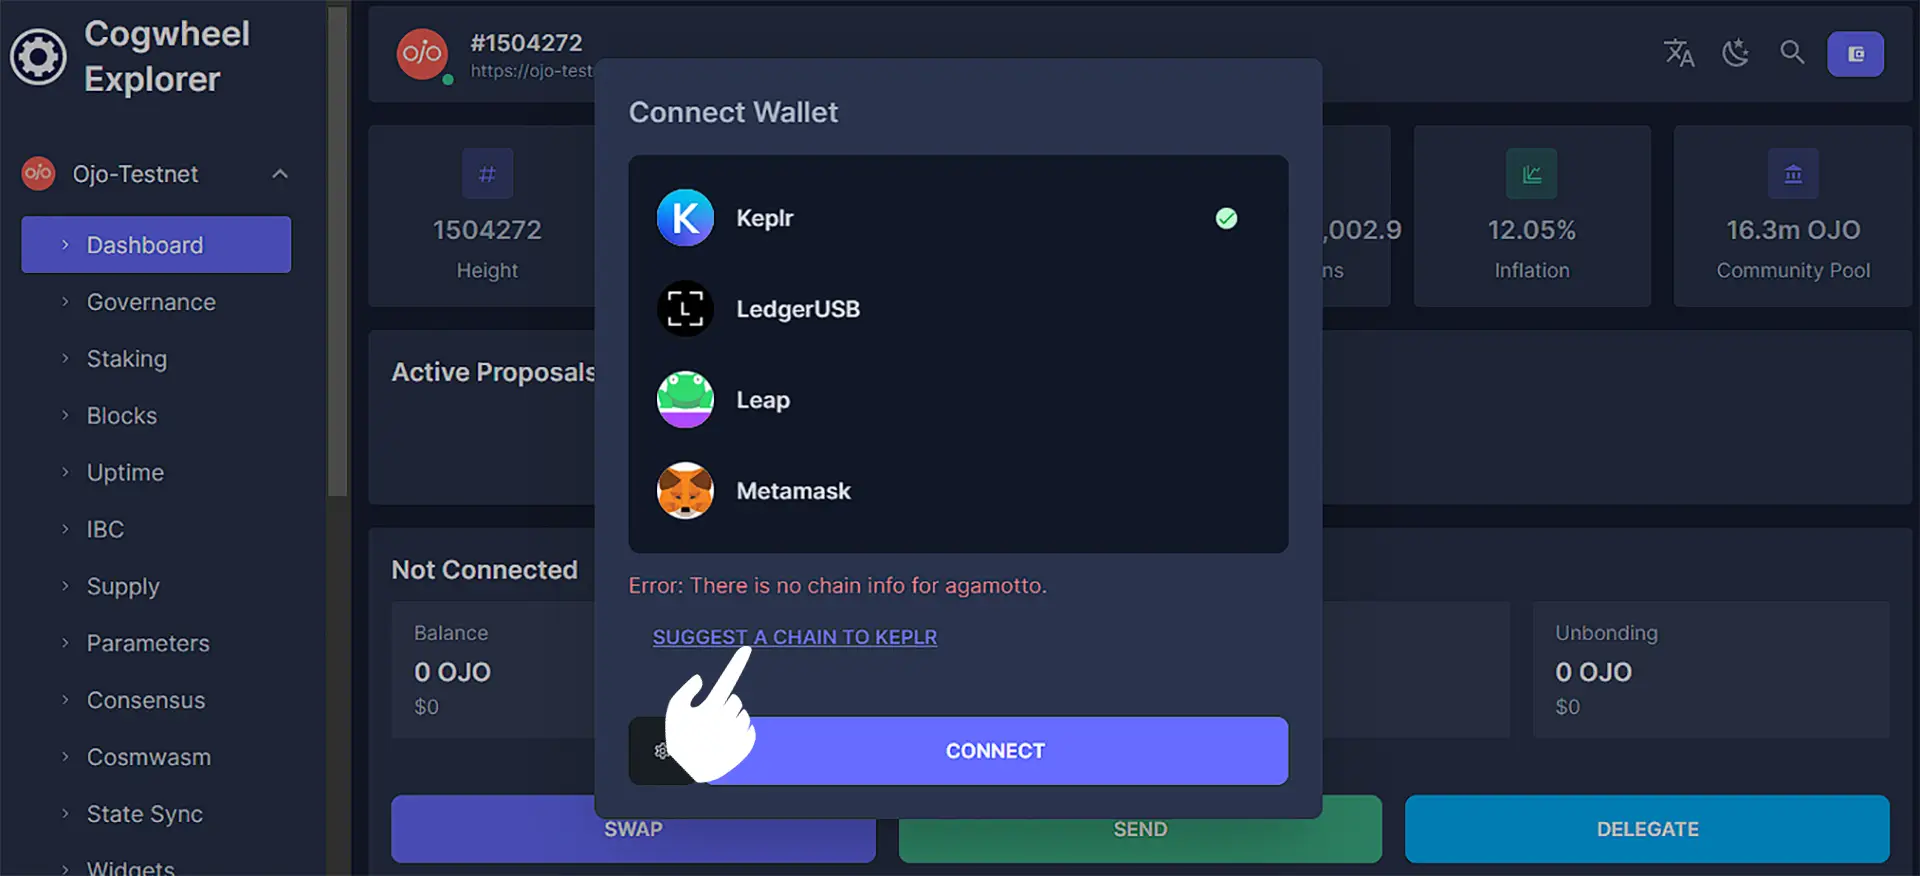 Cogwheel
Explorer
ojo
Ojo-Testnet
Dashboard
Governance
Staking
Blocks
Uptime
IBC
Supply
Parameters
Consensus
Cosmwasm
State Sync
Widgets
ojo
#1504272
https://ojo-test
#
1504272
Height
,002.9
ns
12.05%
Inflation
16.3m OJO
Community Pool
Active Proposals
Not Connected
Balance
0 OJO
$0
Unbonding
0 OJO
$0
SWAP
SEND
DELEGATE
Connect Wallet
K
Keplr
L
LedgerUSB
Leap
Metamask
Error: There is no chain info for agamotto.
SUGGEST A CHAIN TO KEPLR
CONNECT